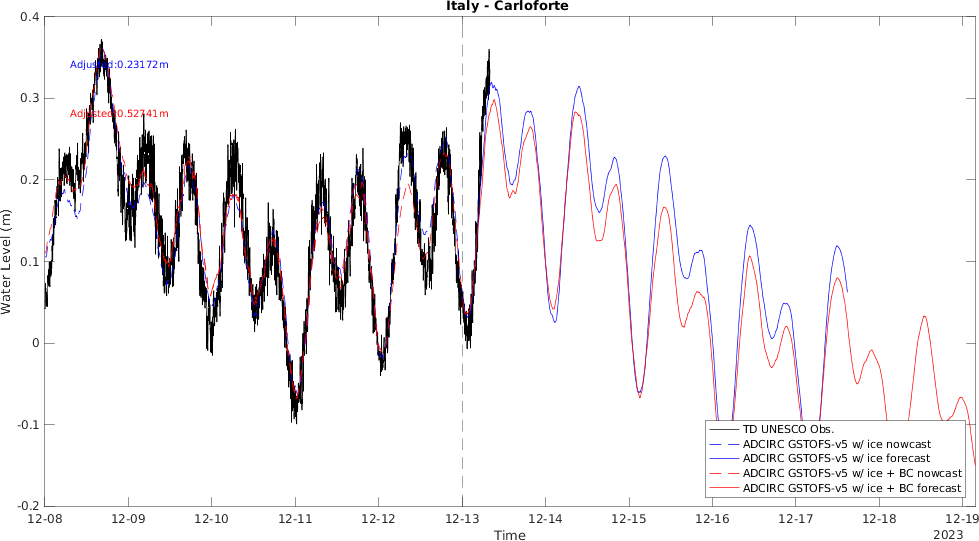 Italy - Carloforte
Water Level (m)
0.4
0.3
0.2
0.1
0
-0.1
-0.2
Adjusted:0.23172m
Adjusted:0.52741m
TD UNESCO Obs.
ADCIRC GSTOFS-v5 w/ ice nowcast
ADCIRC GSTOFS-v5 w/ ice forecast
ADCIRC GSTOFS-v5 w/ ice + BC nowcast
ADCIRC GSTOFS-v5 w/ ice + BC forecast
12-08 12-09 12-10 12-11 12-12 12-13 12-14 12-15 12-16 12-17 12-18 12-19
Time
2023